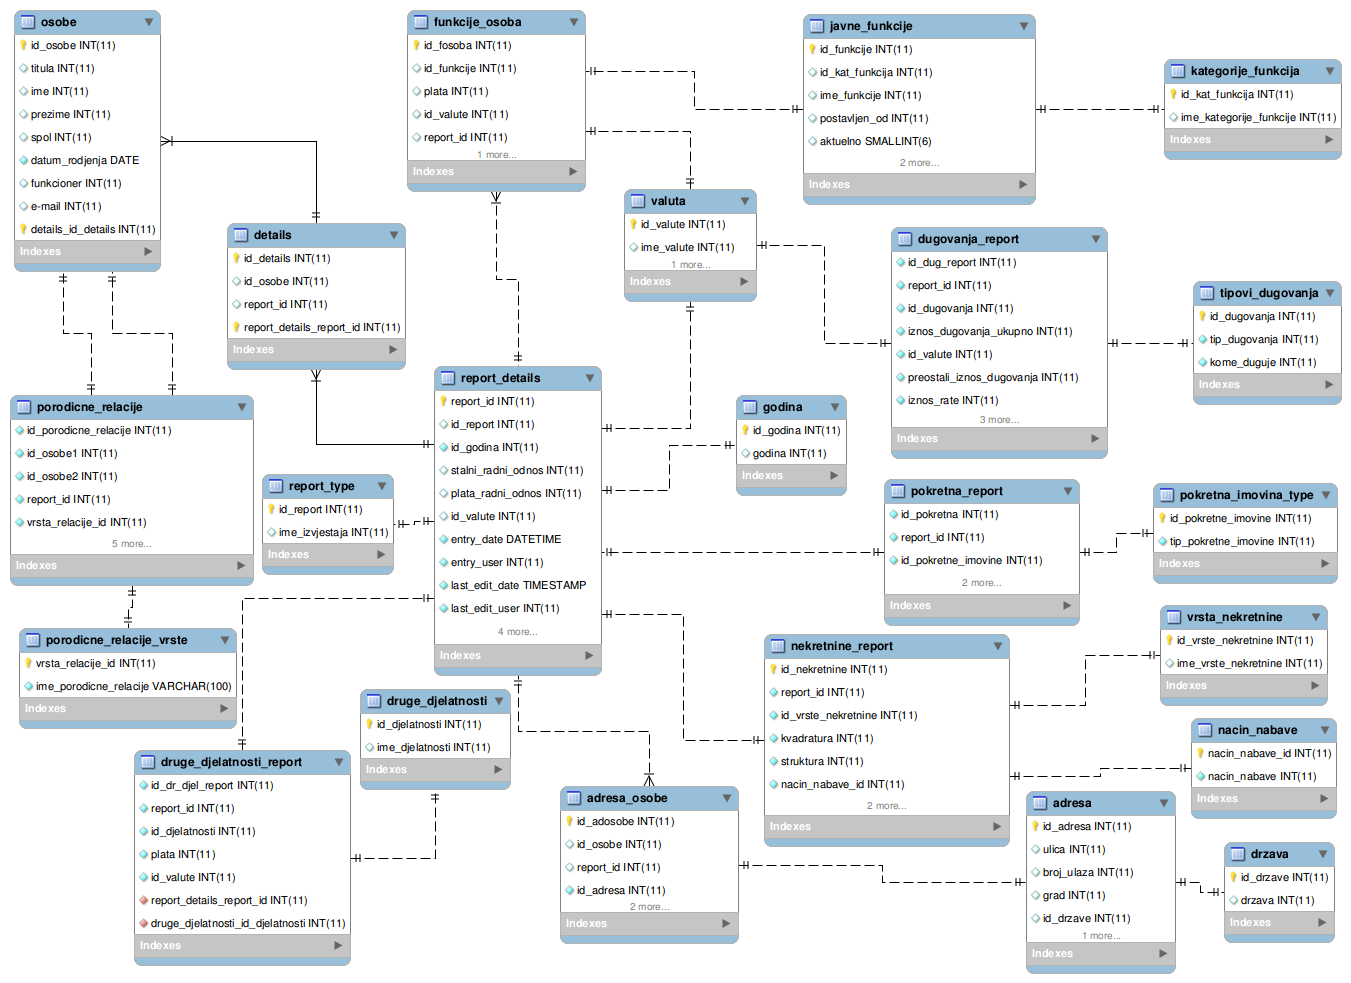 osobe
id_osobe INT(11)
titula INT(11)
ime INT(11)
prezime INT(11)
spol INT(11)
datum_rodjenja DATE
funkcioner INT(11)
e-mail INT(11)
details_id_details INT(11)
Indexes
funkcije_osoba
id_fosoba INT(11)
id_funkcije INT(11)
plata INT(11)
id_valute INT(11)
report_id INT(11)
1 more...
Indexes
javne_funkcije
id_funkcije INT(11)
id_kat_funkcija INT(11)
ime_funkcije INT(11)
postavljen_od INT(11)
aktuelno SMALLINT(6)
2 more...
Indexes
kategorije_funkcija
id_kat_funkcija INT(11)
ime_kategorije_funkcije INT(11)
Indexes
details
id_details INT(11)
id_osobe INT(11)
report_id INT(11)
report_details_report_id INT(11)
Indexes
valuta
id_valute INT(11)
ime_valute INT(11)
1 more...
Indexes
dugovanja_report
id_dug_report INT(11)
report_id INT(11)
id_dugovanja INT(11)
iznos_dugovanja_ukupno INT(11)
id_valute INT(11)
preostali_iznos_dugovanja INT(11)
iznos_rate INT(11)
3 more...
Indexes
tipovi_dugovanja
id_dugovanja INT(11)
tip_dugovanja INT(11)
kome_duguje INT(11)
Indexes
porodicne_relacije
id_porodicne_relacije INT(11)
id_osobe1 INT(11)
id_osobe2 INT(11)
report_id INT(11)
vrsta_relacije_id INT(11)
5 more...
Indexes
report_type
id_report INT(11)
ime_izvjestaja INT(11)
Indexes
report_details
report_id INT(11)
id_report INT(11)
id_godina INT(11)
stalni_radni_odnos INT(11)
plata_radni_odnos INT(11)
id_valute INT(11)
entry_date DATETIME
entry_user INT(11)
last_edit_date TIMESTAMP
last_edit_user INT(11)
4 more...
Indexes
godina
id_godina INT(11)
godina INT(11)
Indexes
pokretna_report
id_pokretna INT(11)
report_id INT(11)
id_pokretne_imovine INT(11)
2 more...
Indexes
pokretna_imovina_type
id_pokretne_imovine INT(11)
tip_pokretne_imovine INT(11)
Indexes
porodicne_relacije_vrste
vrsta_relacije_id INT(11)
ime_porodicne_relacije VARCHAR(100)
Indexes
nekretnine_report
id_nekretnine INT(11)
report_id INT(11)
id_vrste_nekretnine INT(11)
kvadratura INT(11)
struktura INT(11)
nacin_nabave_id INT(11)
2 more...
Indexes
vrsta_nekretnine
id_vrste_nekretnine INT(11)
ime_vrste_nekretnine INT(11)
Indexes
druge_djelatnosti
id_djelatnosti INT(11)
ime_djelatnosti INT(11)
Indexes
nacin_nabave
nacin_nabave_id INT(11)
nacin_nabave INT(11)
Indexes
druge_djelatnosti_report
id_dr_djel_report INT(11)
report_id INT(11)
id_djelatnosti INT(11)
plata INT(11)
id_valute INT(11)
report_details_report_id INT(11)
druge_djelatnosti_id_djelatnosti INT(11)
Indexes
adresa_osobe
id_adosobe INT(11)
id_osobe INT(11)
report_id INT(11)
id_adresa INT(11)
2 more...
Indexes
adresa
id_adresa INT(11)
ulica INT(11)
broj_ulaza INT(11)
grad INT(11)
id_drzave INT(11)
1 more...
Indexes
drzava
id_drzave INT(11)
drzava INT(11)
Indexes